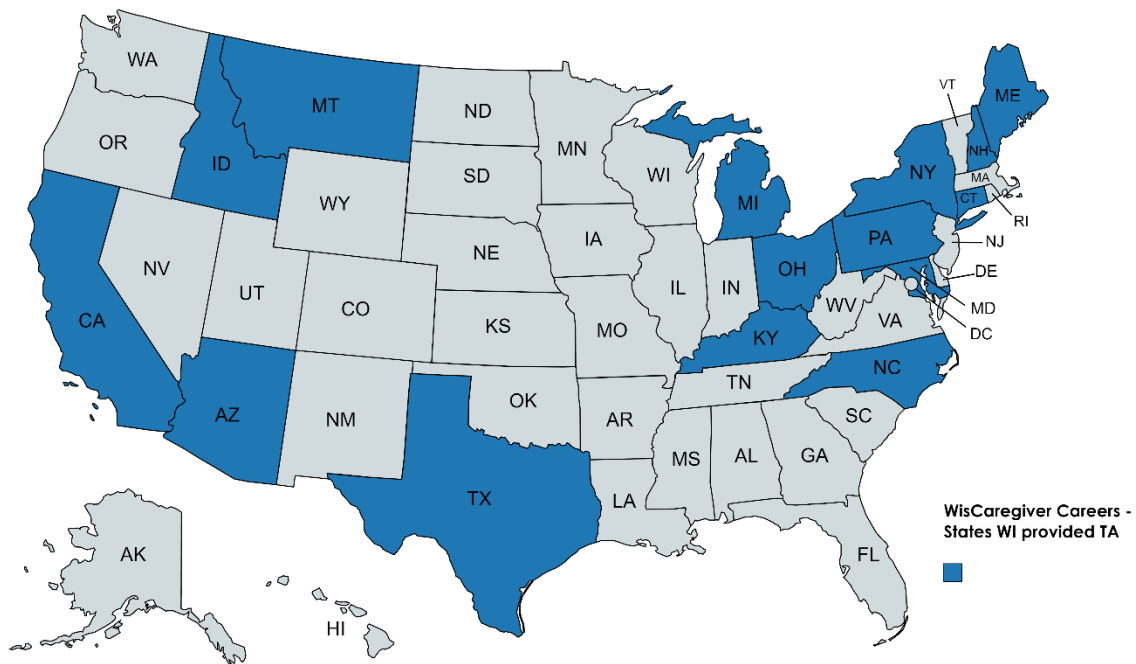 WA
MT
ND
MN
VT
ME
OR
ID
SD
WI
MI
NY
NH
MA
CT
RI
WY
NE
IA
PA
NJ
NV
UT
CO
KS
MO
IL
IN
OH
WV
VA
DE
MD
DC
CA
KY
NC
AZ
NM
OK
AR
TN
SC
MS
AL
GA
TX
LA
FL
AK
HI
WisCaregiver Careers -
States WI provided TA